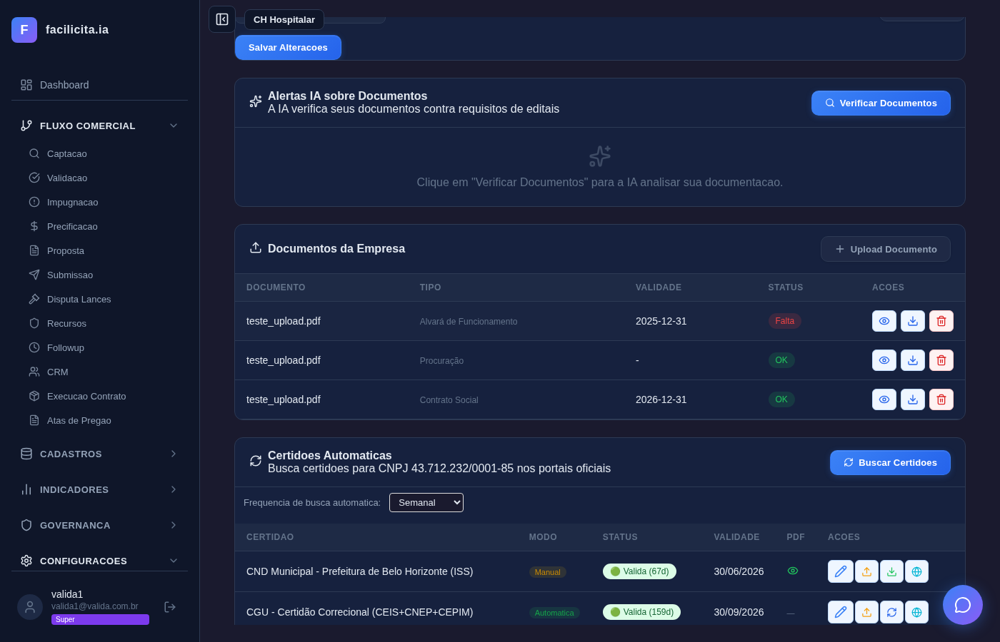 F
facilicita.ia
Dashboard
FLUXO COMERCIAL
Captacao
Validacao
Impugnacao
Precificacao
Proposta
Submissao
Disputa Lances
Recursos
Followup
CRM
Execucao Contrato
Atas de Pregao
CADASTROS
INDICADORES
GOVERNANCA
CONFIGURACOES
valida1
valida1@valida.com.br
Super
CH Hospitalar
Salvar Alteracoes
Alertas IA sobre Documentos
A IA verifica seus documentos contra requisitos de editais
Verificar Documentos
Clique em "Verificar Documentos" para a IA analisar sua documentacao.
Documentos da Empresa
Upload Documento
DOCUMENTO TIPO VALIDADE STATUS ACOES
teste_upload.pdf Alvará de Funcionamento 2025-12-31 Falta
teste_upload.pdf Procuração - OK
teste_upload.pdf Contrato Social 2026-12-31 OK
Certidoes Automaticas
Busca certidoes para CNPJ 43.712.232/0001-85 nos portais oficiais
Buscar Certidoes
Frequencia de busca automatica: Semanal
CERTIDAO MODO STATUS VALIDADE PDF ACOES
CND Municipal - Prefeitura de Belo Horizonte (ISS) Manual Valida (67d) 30/06/2026
CGU - Certidão Correcional (CEIS+CNEP+CEPIM) Automatica Valida (159d) 30/09/2026 —